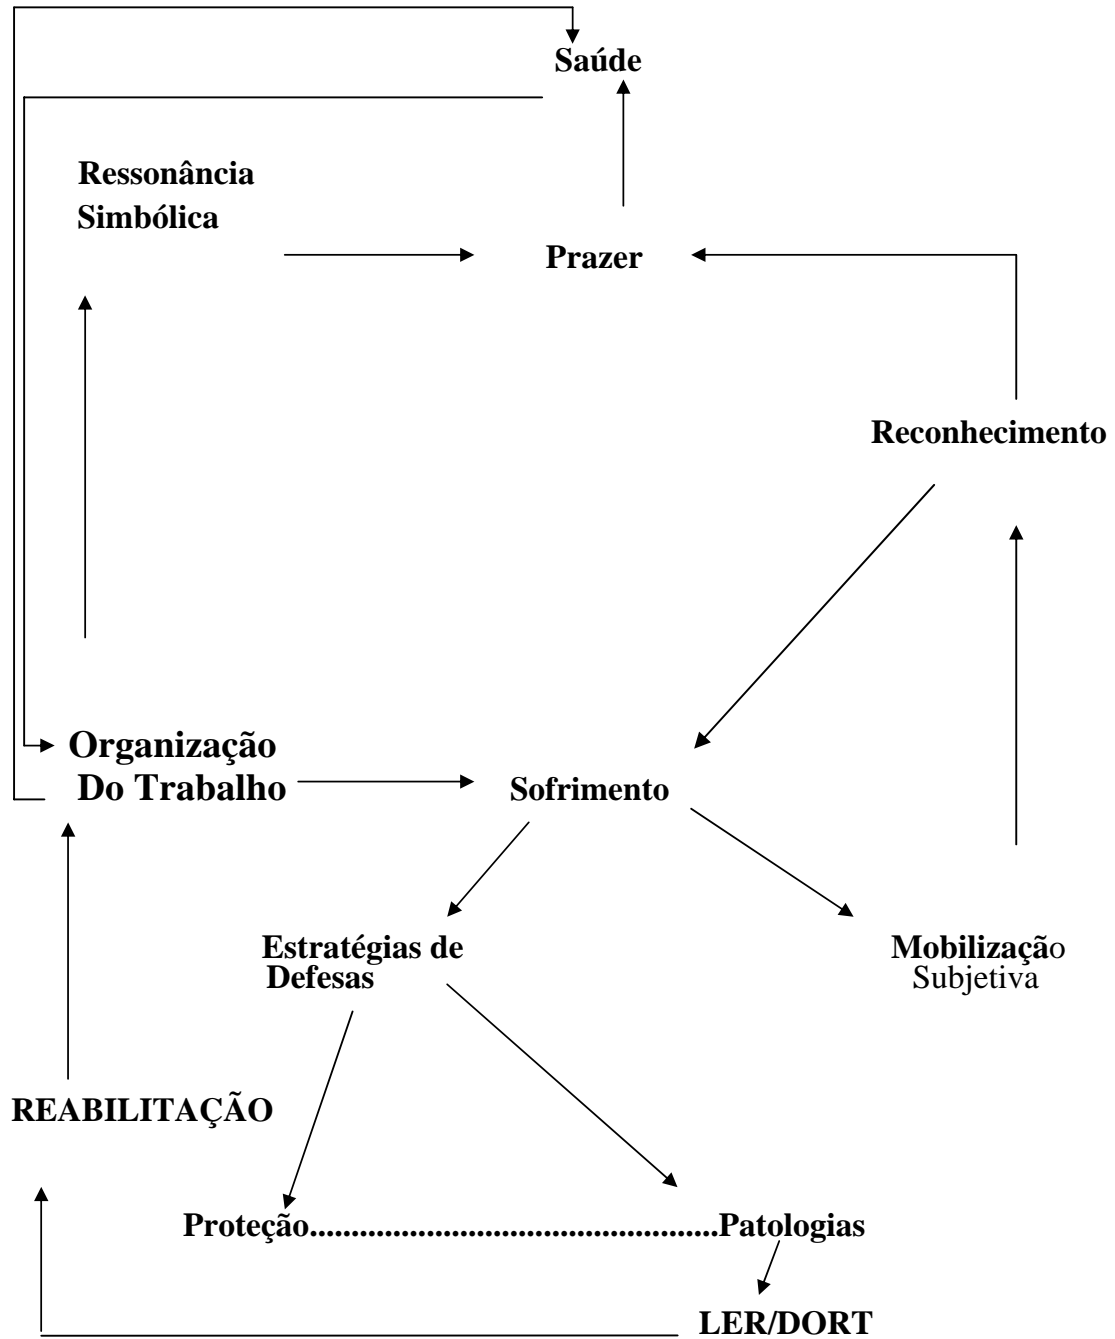 Saúde
Ressonância
Simbólica
Prazer
Reconhecimento
Organização
Do Trabalho
Sofrimento
Estratégias de
Defesas
Mobilização
Subjetiva
REABILITAÇÃO
Proteção.................................................Patologias
LER/DORT